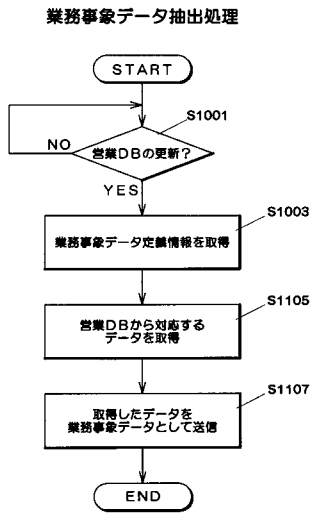 業務事象データ抽出処理
START
S1001
NO
営業DBの更新?
YES
S1003
業務事象データ定義情報を取得
S1105
営業DBから対応する
データを取得
S1107
取得したデータを
業務事象データとして送信
END